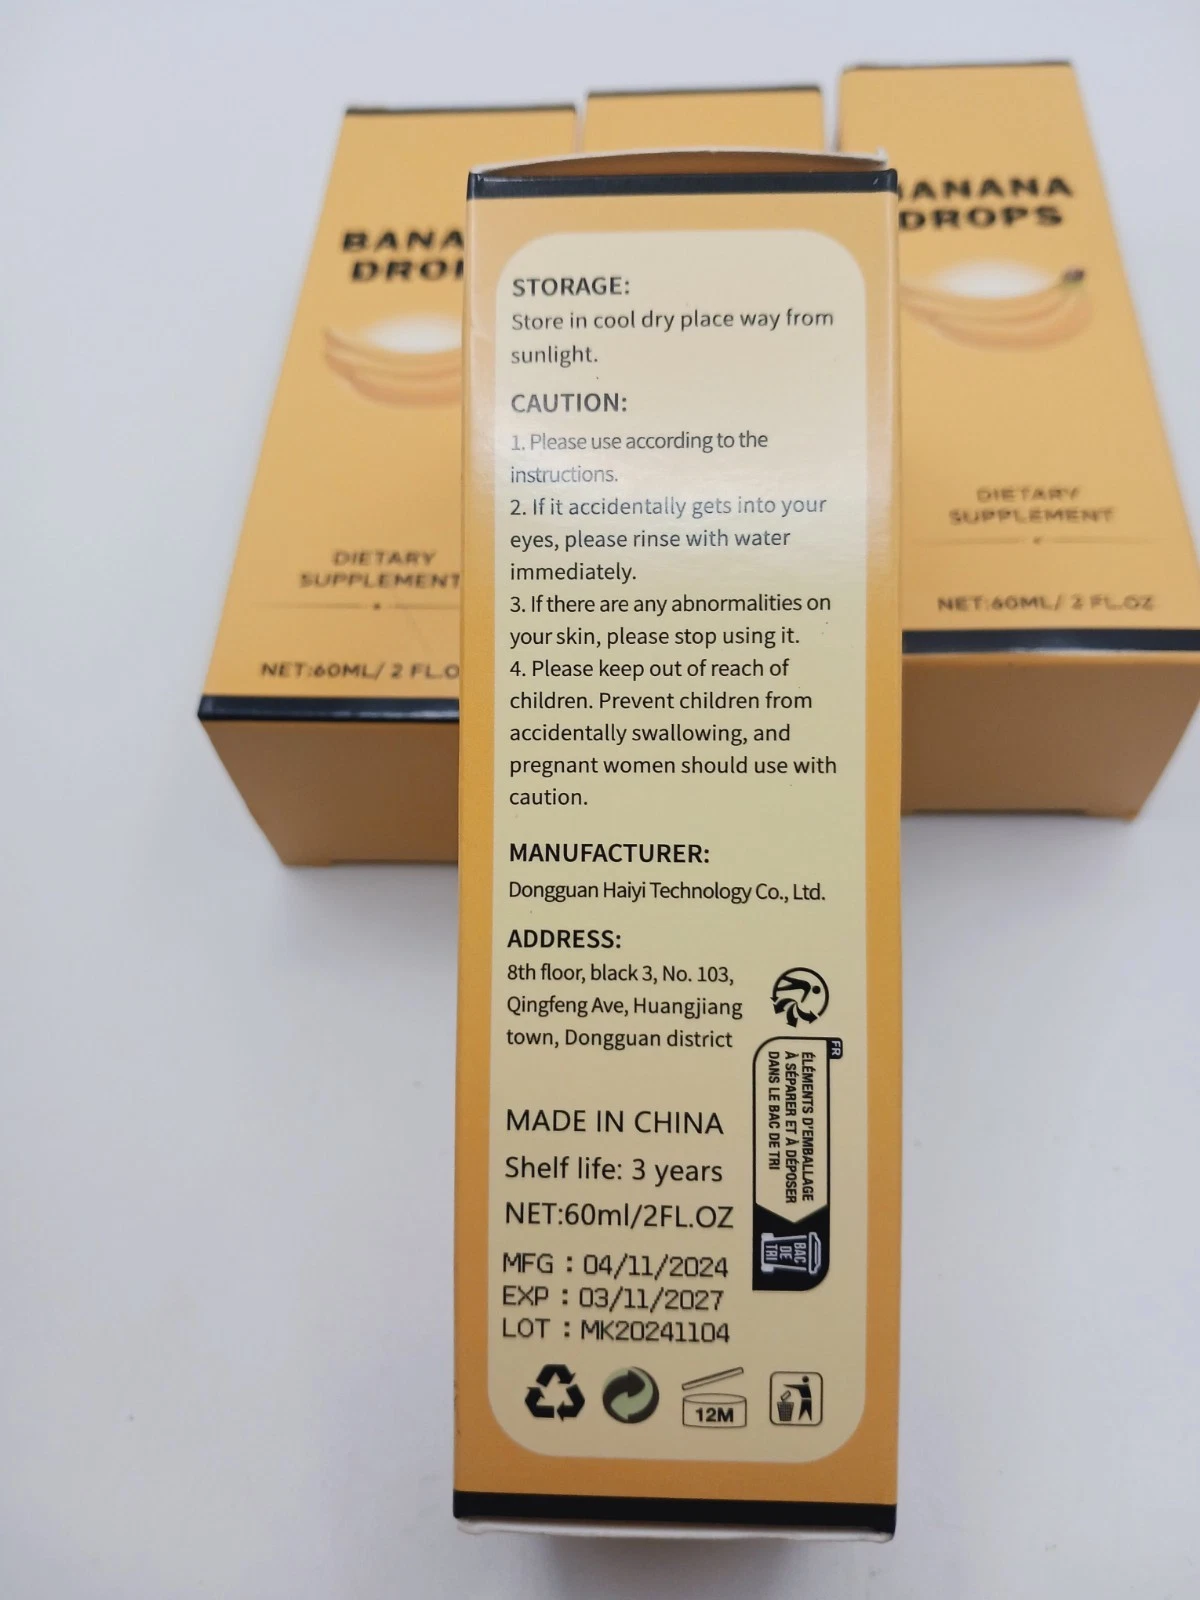 BANA
DROP
ANANA
DROPS
DIETARY
SUPPLEMENT
NET:60ML/ 2 FL.O
DIETARY
SUPPLEMENT
NET:60ML/ 2 FL.OZ
STORAGE:
Store in cool dry place way from
sunlight.
CAUTION:
1. Please use according to the
instructions.
2. If it accidentally gets into your
eyes, please rinse with water
immediately.
3. If there are any abnormalities on
your skin, please stop using it.
4. Please keep out of reach of
children. Prevent children from
accidentally swallowing, and
pregnant women should use with
caution.
MANUFACTURER:
Dongguan Haiyi Technology Co., Ltd.
ADDRESS:
8th floor, black 3, No. 103,
Qingfeng Ave, Huangjiang
town, Dongguan district
FR
ÉLÉMENTS D'EMBALLAGE
À SÉPARER ET À DÉPOSER
DANS LE BAC DE TRI
BAC
DE
TRI
MADE IN CHINA
Shelf life: 3 years
NET:60ml/2FL.OZ
MFG : 04/11/2024
EXP : 03/11/2027
LOT : MK20241104
12M